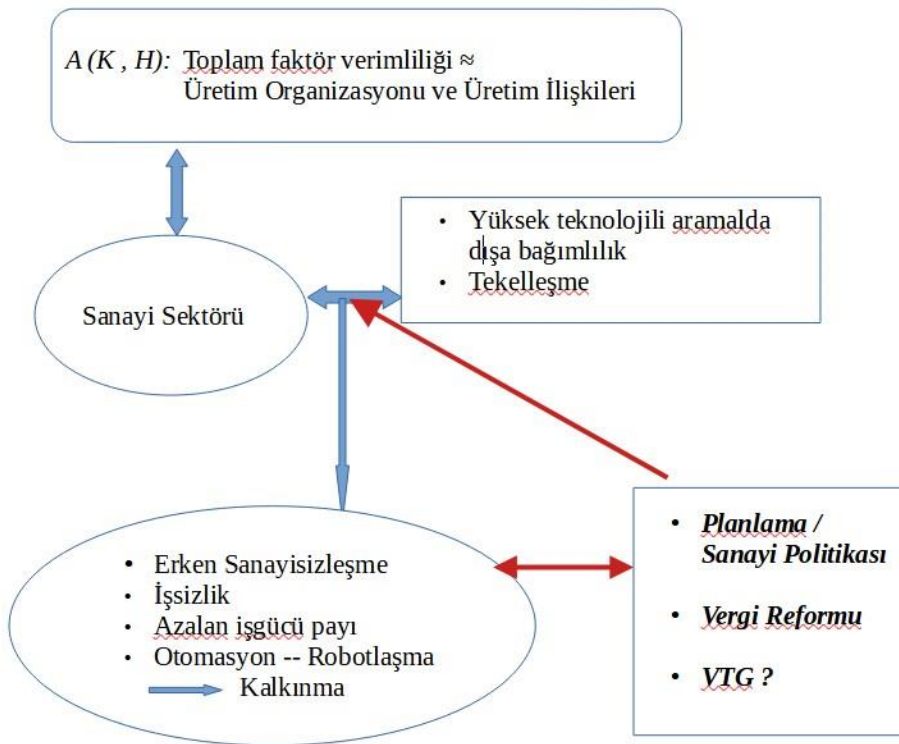 A (K , H): Toplam faktör verimliliği ≈
Üretim Organizasyonu ve Üretim İlişkileri
• Yüksek teknolojili aramalda
dışa bağımlılık
• Tekelleşme
Sanayi Sektörü
• Erken Sanayisizleşme
• İşsizlik
• Azalan işgücü payı
• Otomasyon -- Robotlaşma
Kalkınma
• Planlama /
Sanayi Politikası
• Vergi Reformu
• VTG ?